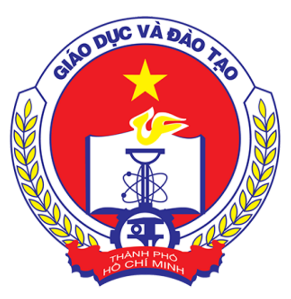 GIÁO DỤC VÀ ĐÀO TẠO
THÀNH PHỐ
HỒ CHÍ MINH